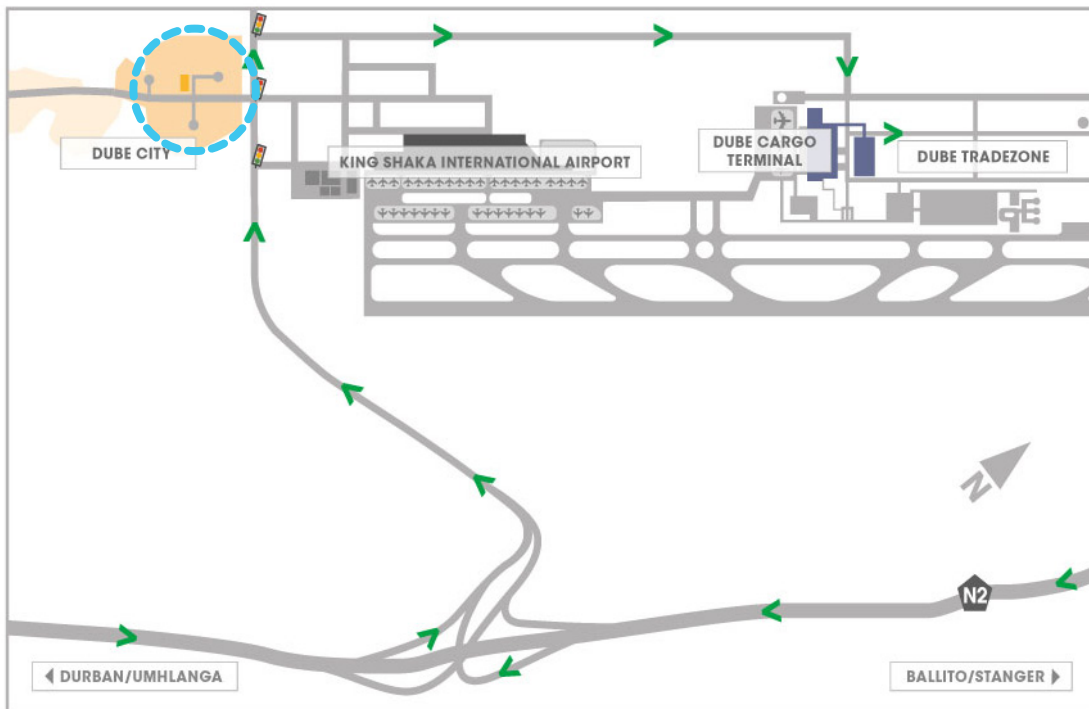 DUBE CITY
KING SHAKA INTERNATIONAL AIRPORT
DUBE CARGO
TERMINAL
DUBE TRADEZONE
N
N2
DURBAN/UMHLANGA
BALLITO/STANGER